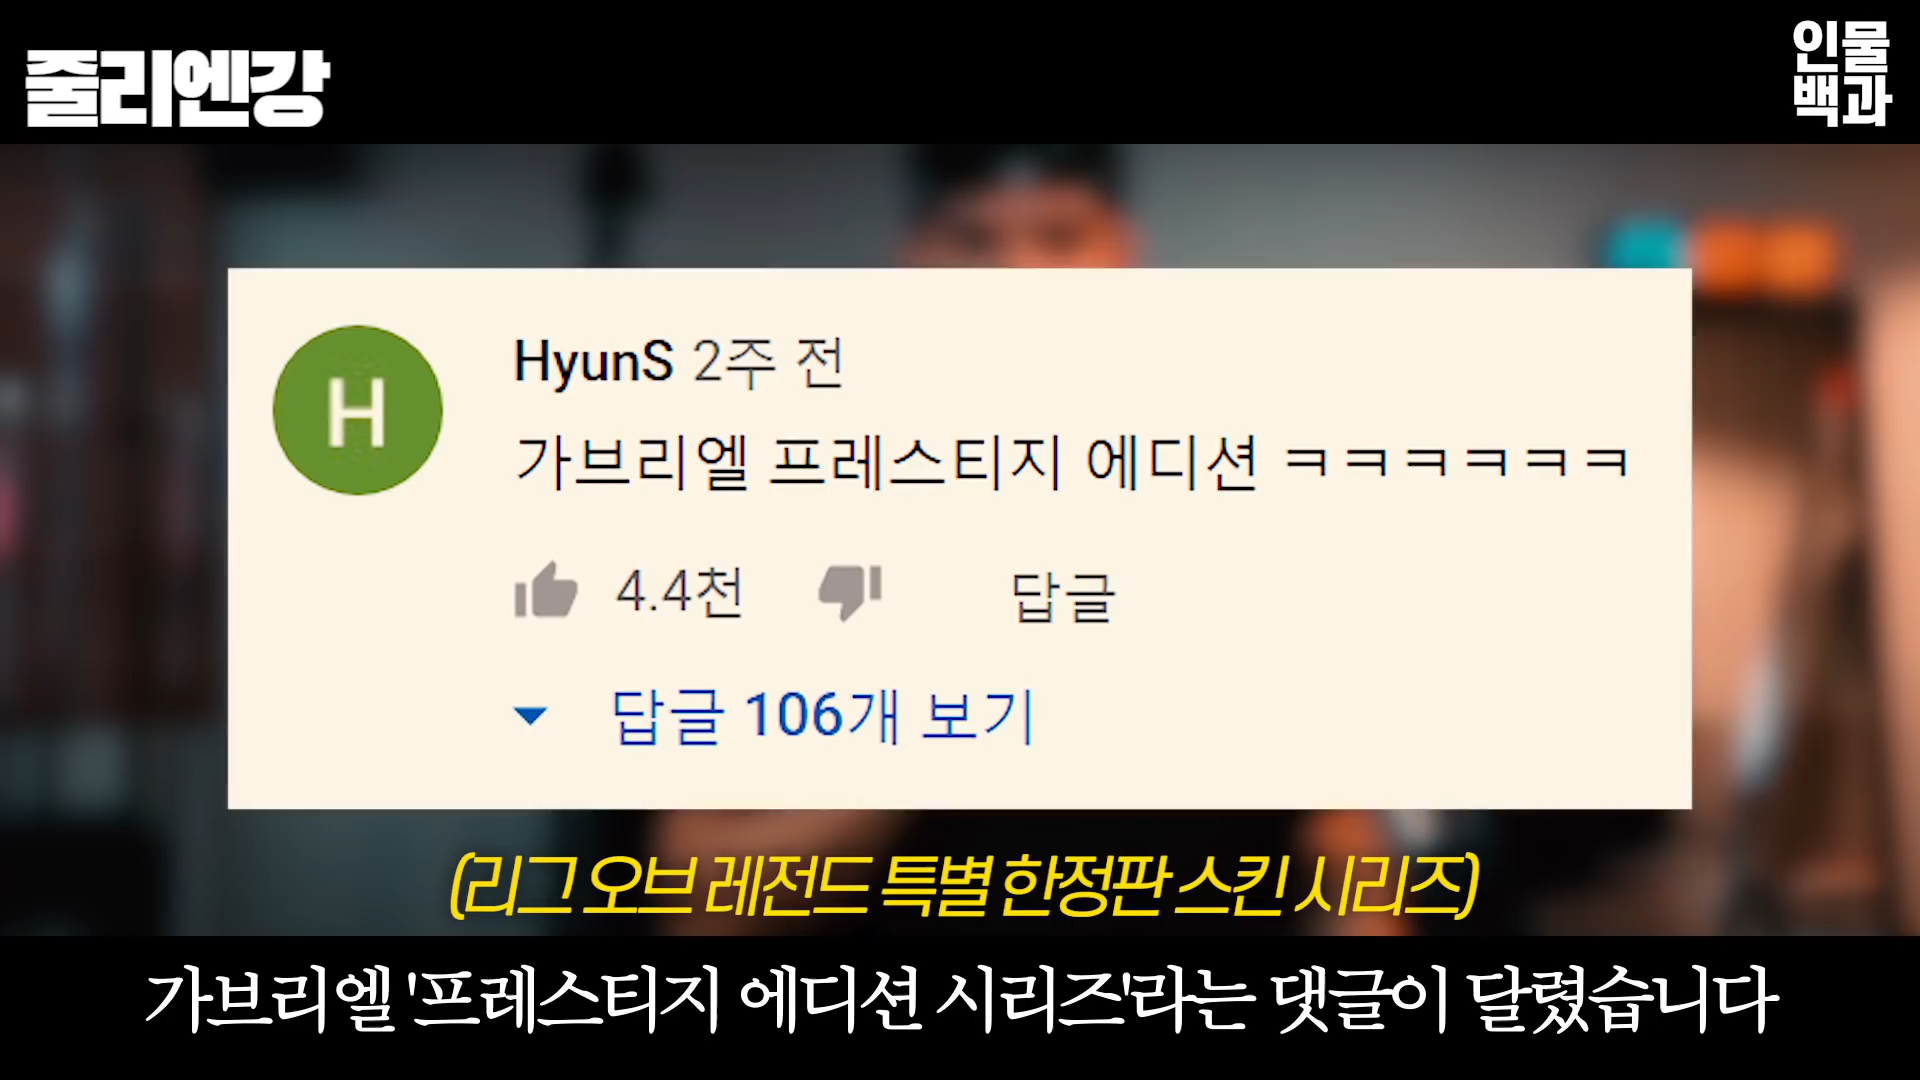 줄리엔강
인물
백과
H
HyunS 2주 전
가브리엘 프레스티지 에디션 ㅋㅋㅋㅋㅋㅋ
4.4천 답글
답글 106개 보기
(리그 오브 레전드 특별 한정판 스킨 시리즈)
가브리엘 '프레스티지 에디션 시리즈'라는 댓글이 달렸습니다